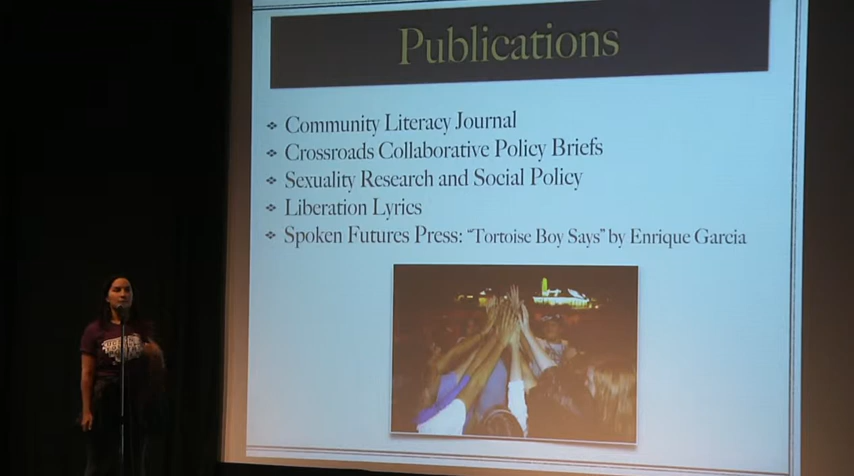 Publications
Community Literacy Journal
Crossroads Collaborative Policy Briefs
Sexuality Research and Social Policy
Liberation Lyrics
Spoken Futures Press: “Tortoise Boy Says” by Enrique Garcia